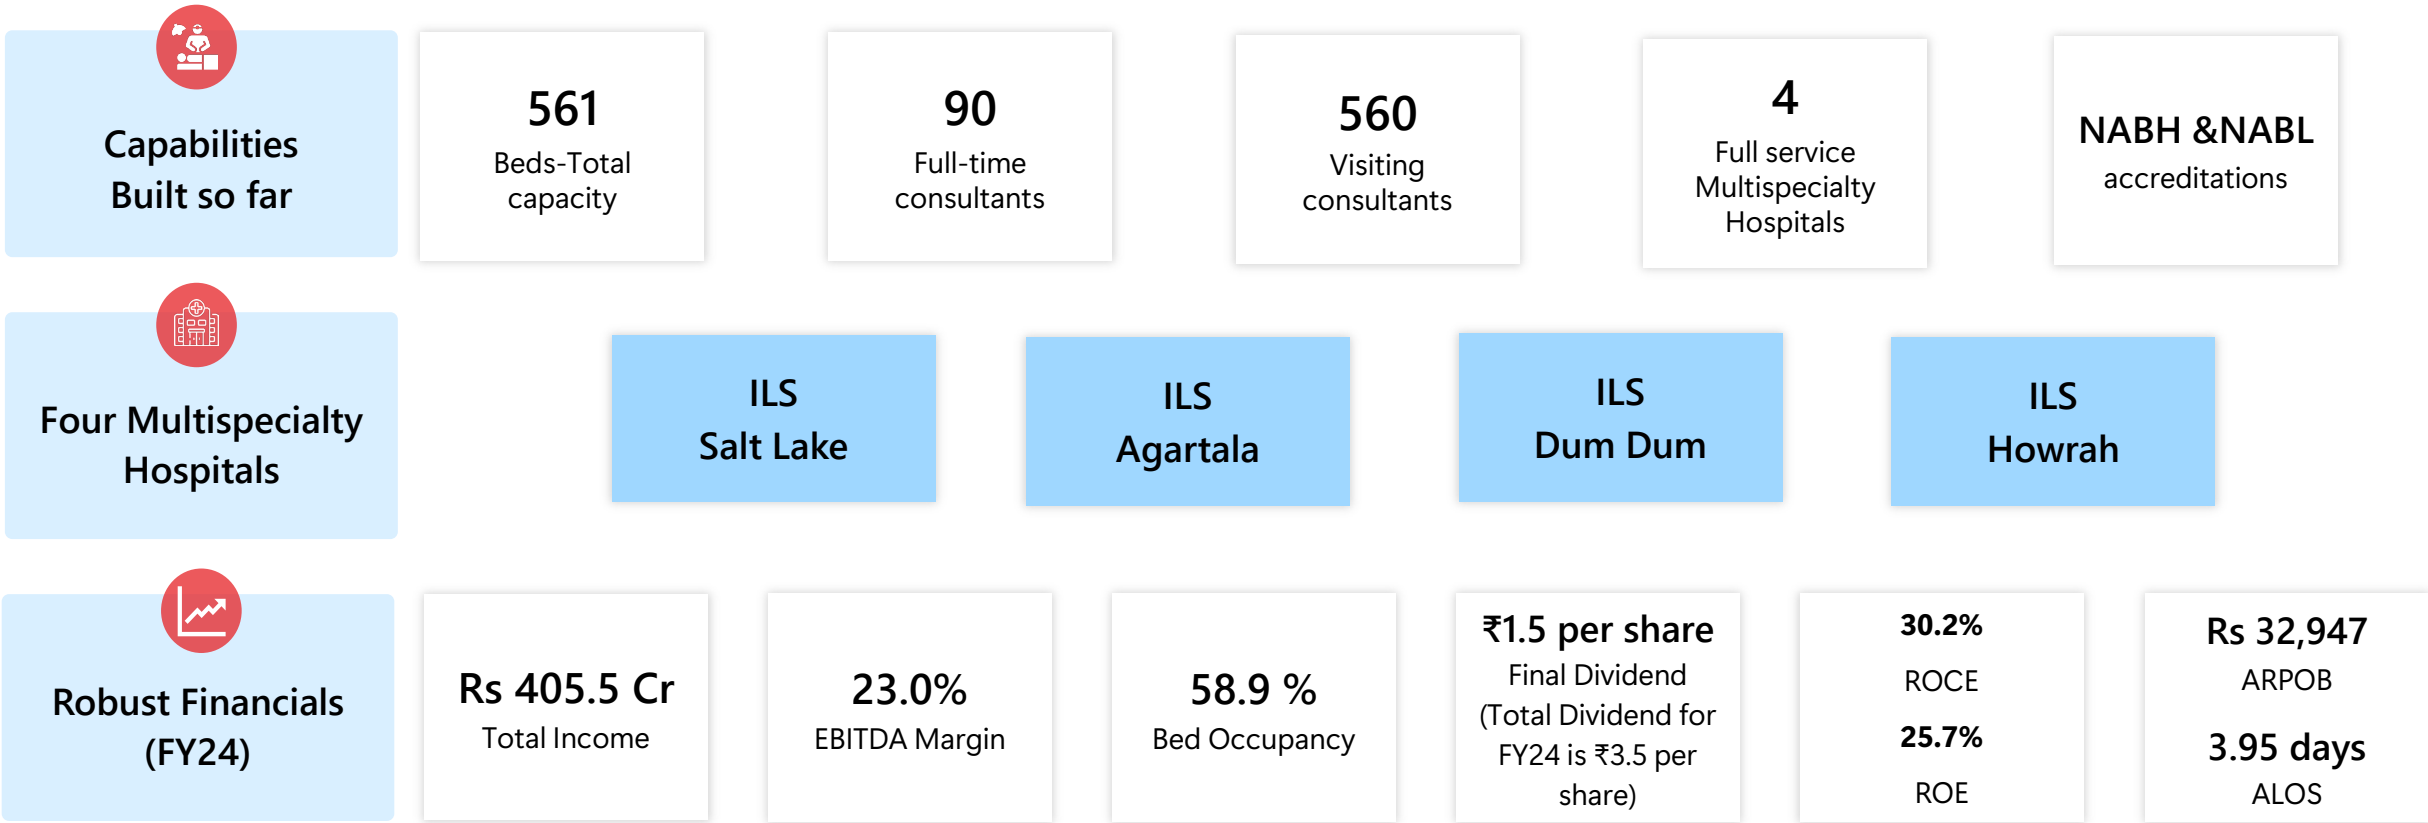 Capabilities
Built so far
561
Beds-Total
capacity
90
Full-time
consultants
560
Visiting
consultants
4
Full service
Multispecialty
Hospitals
NABH &NABL
accreditations
Four Multispecialty
Hospitals
ILS
Salt Lake
ILS
Agartala
ILS
Dum Dum
ILS
Howrah
Robust Financials
(FY24)
Rs 405.5 Cr
Total Income
23.0%
EBITDA Margin
58.9 %
Bed Occupancy
₹1.5 per share
Final Dividend
(Total Dividend for
FY24 is ₹3.5 per
share)
30.2%
ROCE
25.7%
ROE
Rs 32,947
ARPOB
3.95 days
ALOS